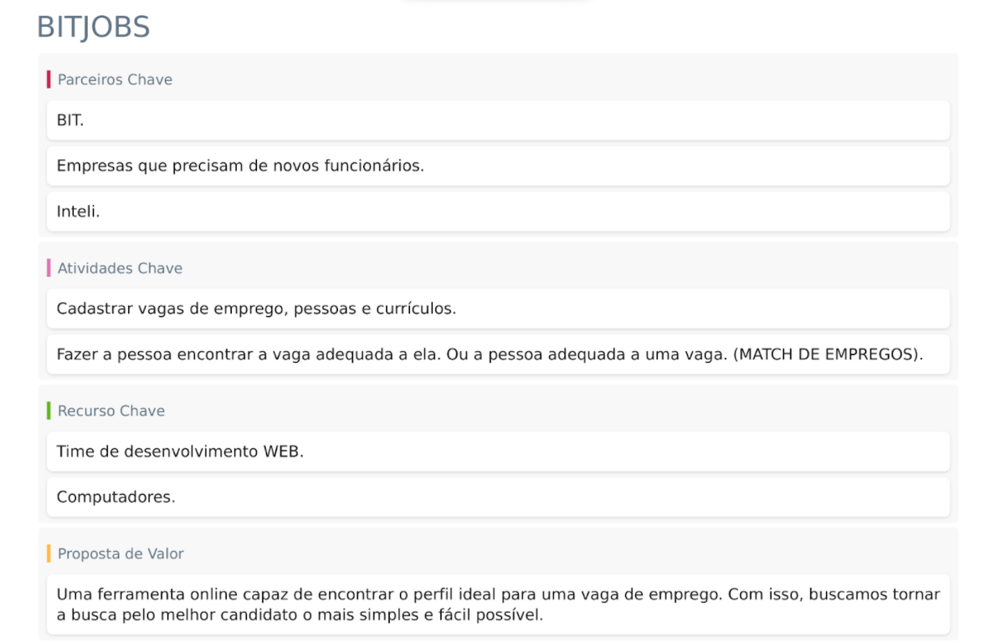 BITJOBS
Parceiros Chave
BIT.
Empresas que precisam de novos funcionários.
Inteli.
Atividades Chave
Cadastrar vagas de emprego, pessoas e currículos.
Fazer a pessoa encontrar a vaga adequada a ela. Ou a pessoa adequada a uma vaga. (MATCH DE EMPREGOS).
Recurso Chave
Time de desenvolvimento WEB.
Computadores.
Proposta de Valor
Uma ferramenta online capaz de encontrar o perfil ideal para uma vaga de emprego. Com isso, buscamos tornar
a busca pelo melhor candidato o mais simples e fácil possível.